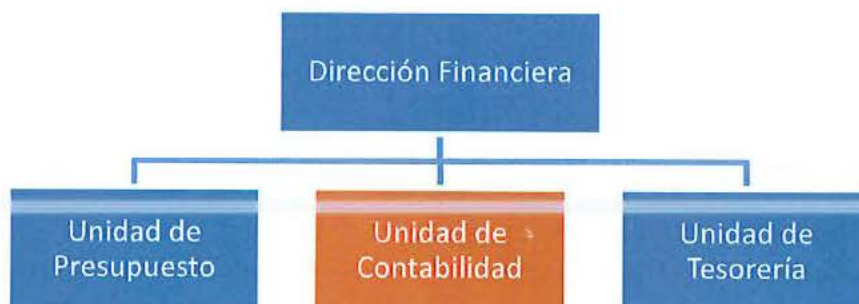 Dirección Financiera
Unidad de
Presupuesto
Unidad de
Contabilidad
Unidad de
Tesorería